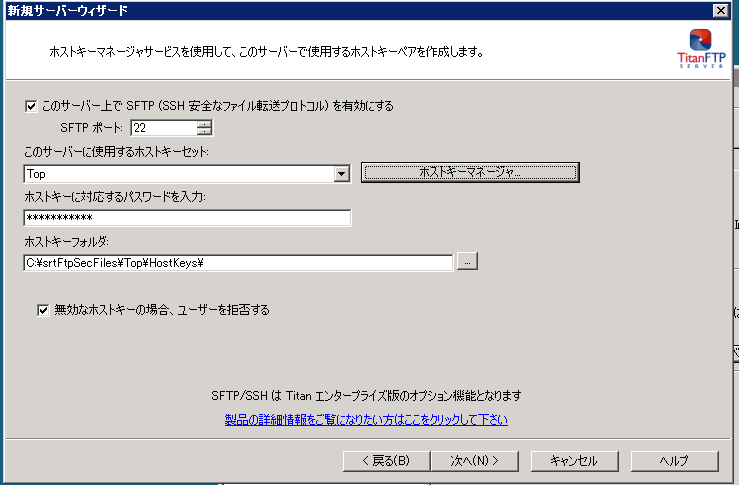 新規サーバーウィザード
ホストキーマネージャサービスを使用して、このサーバーで使用するホストキーペアを作成します。
TitanFTP
SERVER
このサーバー上で SFTP (SSH 安全なファイル転送プロトコル) を有効にする
SFTP ポート: 22
このサーバーに使用するホストキーセット:
Top
ホストキーマネージャ...
ホストキーに対応するパスワードを入力:
***********
ホストキーフォルダ:
C:¥srtFtpSecFiles¥Top¥HostKeys¥
...
無効なホストキーの場合、ユーザーを拒否する
SFTP/SSH は Titan エンタープライズ版のオプション機能となります
製品の詳細情報をご覧になりたい方はここをクリックして下さい
< 戻る(B) 次へ(N) > キャンセル ヘルプ